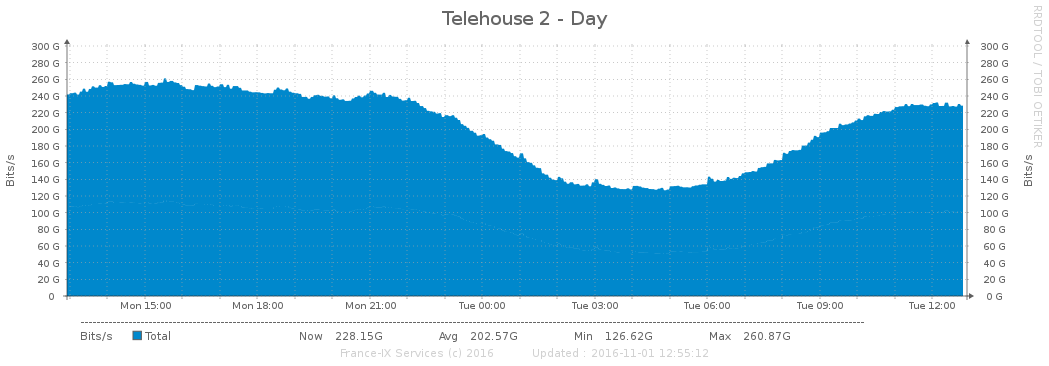 Telehouse 2 - Day
RRDTOOL / TOBI OETIKER
Bits/s
300 G
280 G
260 G
240 G
220 G
200 G
180 G
160 G
140 G
120 G
100 G
80 G
60 G
40 G
20 G
0
300 G
280 G
260 G
240 G
220 G
200 G
180 G
160 G
140 G
120 G
100 G
80 G
60 G
40 G
20 G
0 G
Bits/s
Mon 15:00 Mon 18:00 Mon 21:00 Tue 00:00 Tue 03:00 Tue 06:00 Tue 09:00 Tue 12:00
Bits/s Total Now 228.15G Avg 202.57G Min 126.62G Max 260.87G
France-IX Services (c) 2016 Updated : 2016-11-01 12:55:12